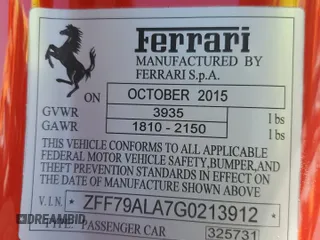 Ferrari
MANUFACTURED BY
FERRARI S.p.A.
ON OCTOBER 2015
GVWR 3935 lbs
GAWR 1810 - 2150 lbs
THIS VEHICLE CONFORMS TO ALL APPLICABLE
FEDERAL MOTOR VEHICLE SAFETY, BUMPER, AND
THEFT PREVENTION STANDARDS IN EFFECT ON
THE DATE OF MANUFACTURE SHOWN ABOVE
V.I.N. *ZFF79ALA7G0213912*
TYPE PASSENGER CAR 325731
DREAMBID